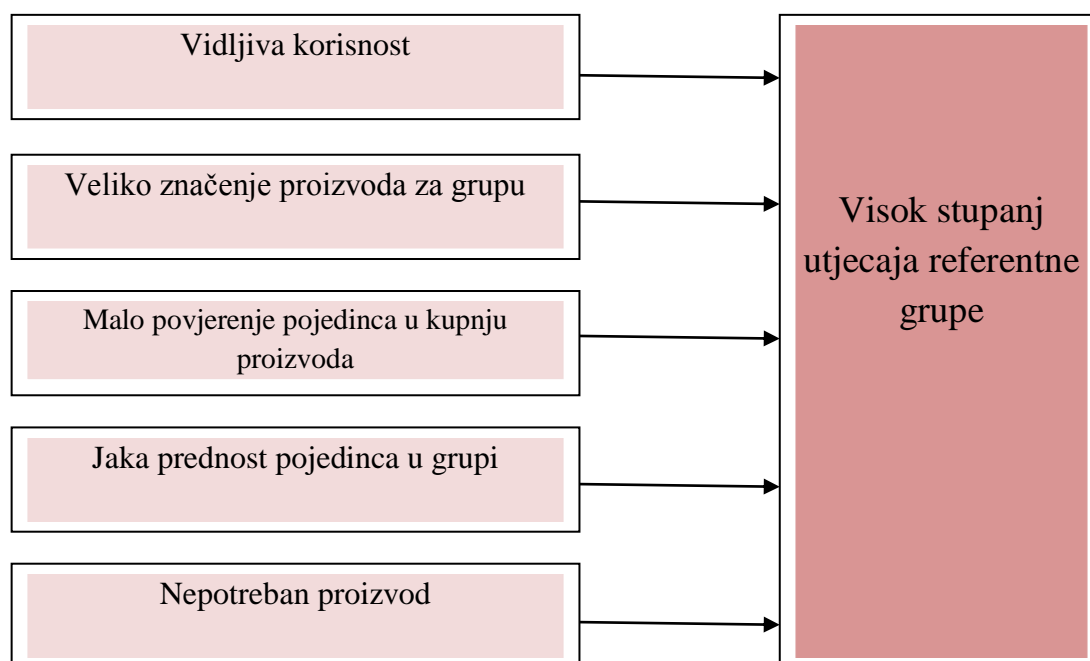 Vidljiva korisnost
Veliko značenje proizvoda za grupu
Malo povjerenje pojedinca u kupnju
proizvoda
Jaka prednost pojedinca u grupi
Nepotreban proizvod
Visok stupanj
utjecaja referentne
grupe